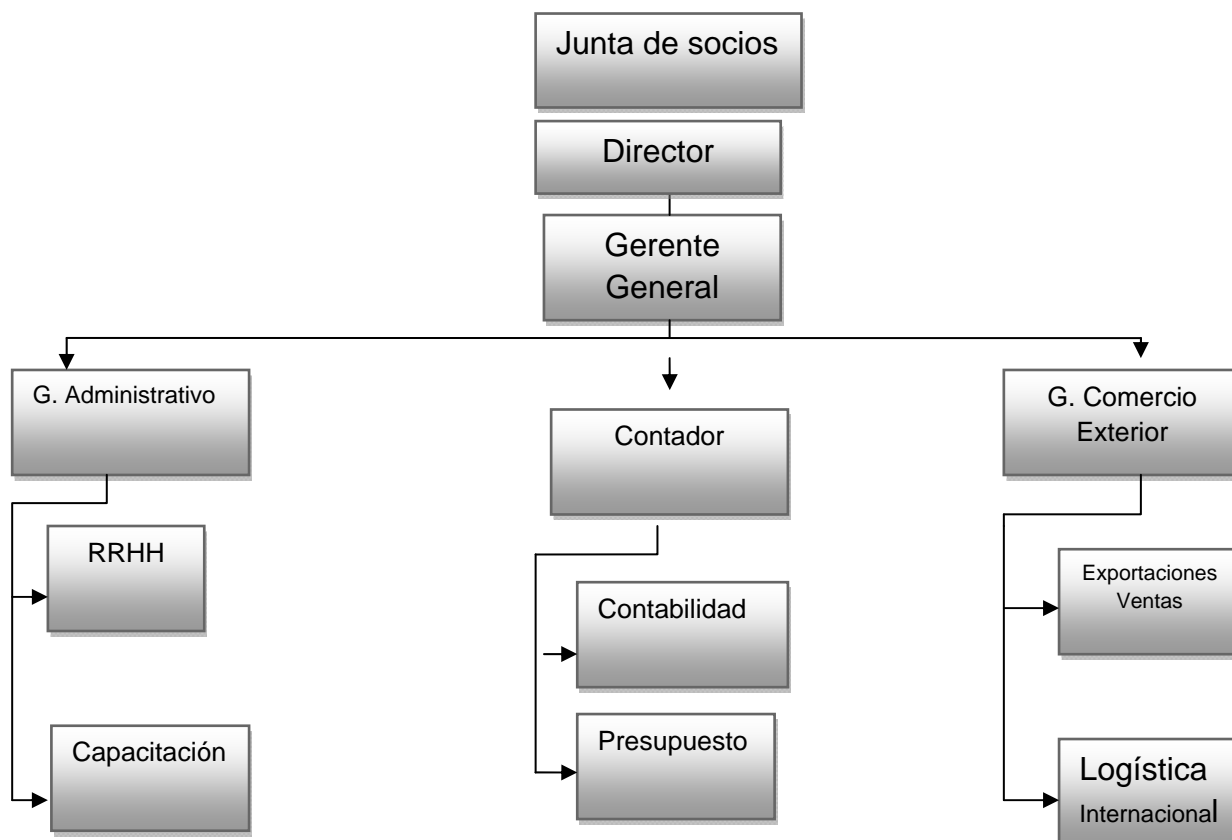 Junta de socios
Director
Gerente
General
G. Administrativo
Contador
G. Comercio
Exterior
RRHH
Contabilidad
Exportaciones
Ventas
Capacitación
Presupuesto
Logística
Internacional